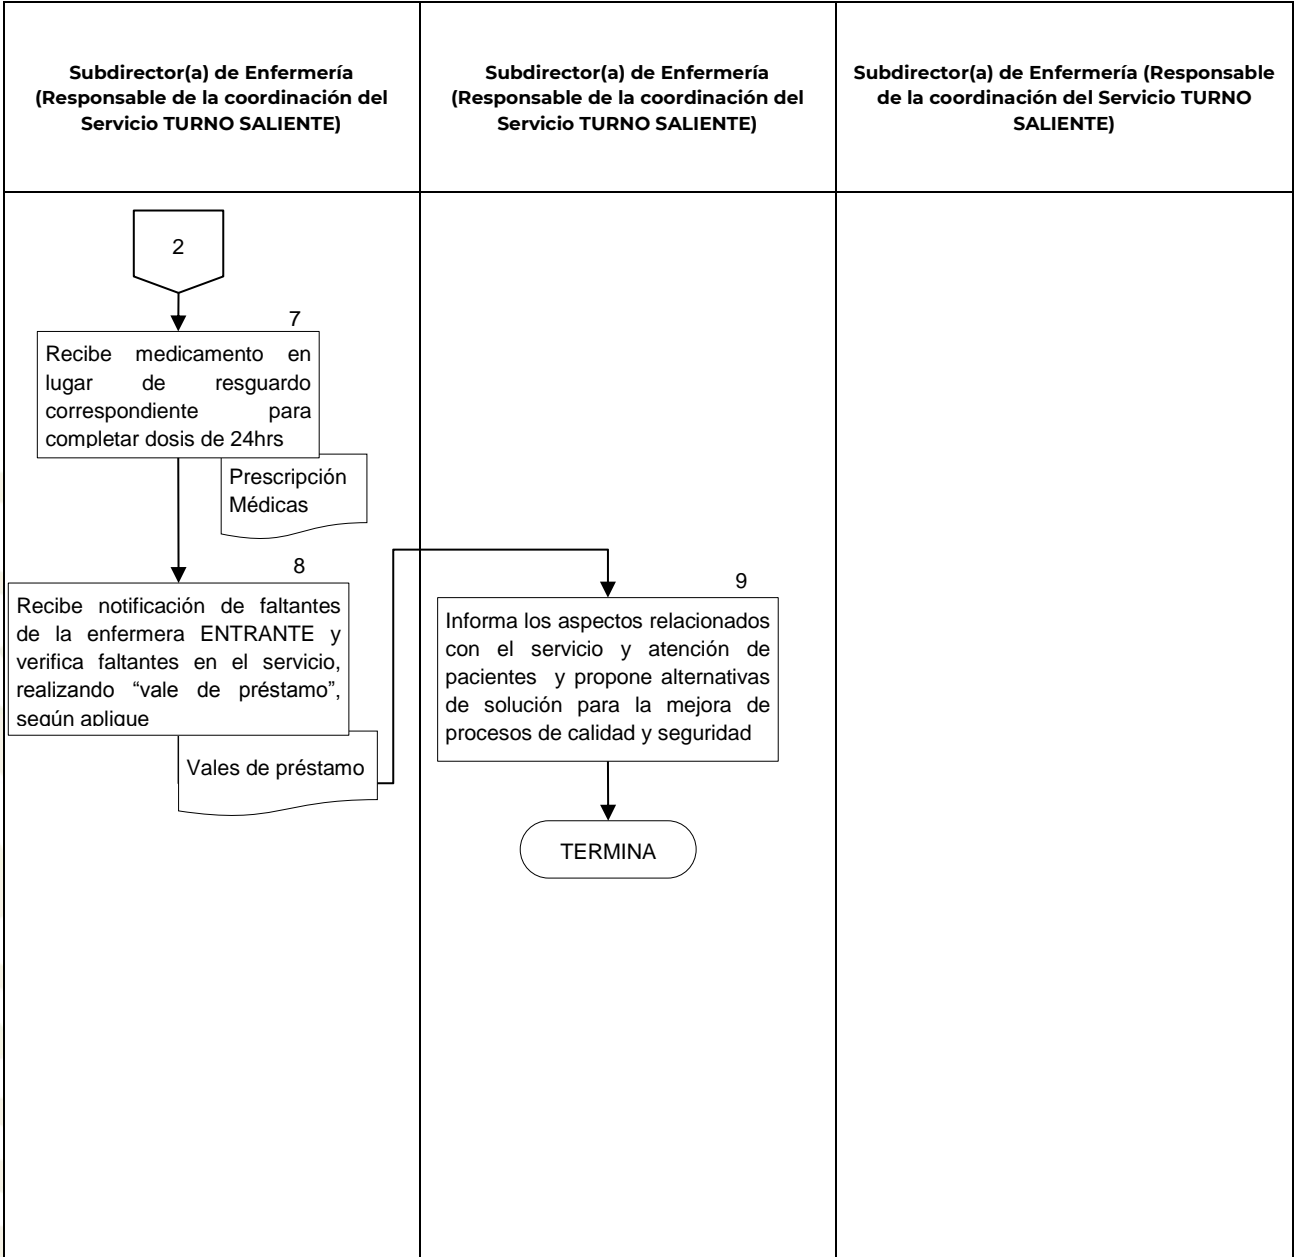 Subdirector(a) de Enfermería
(Responsable de la coordinación del
Servicio TURNO SALIENTE)
Subdirector(a) de Enfermería
(Responsable de la coordinación del
Servicio TURNO SALIENTE)
Subdirector(a) de Enfermería (Responsable
de la coordinación del Servicio TURNO
SALIENTE)
2
7
Recibe medicamento en
lugar de resguardo
correspondiente para
completar dosis de 24hrs
Prescripción
Médicas
8
Recibe notificación de faltantes
de la enfermera ENTRANTE y
verifica faltantes en el servicio,
realizando “vale de préstamo”,
según aplique
Vales de préstamo
9
Informa los aspectos relacionados
con el servicio y atención de
pacientes y propone alternativas
de solución para la mejora de
procesos de calidad y seguridad
TERMINA